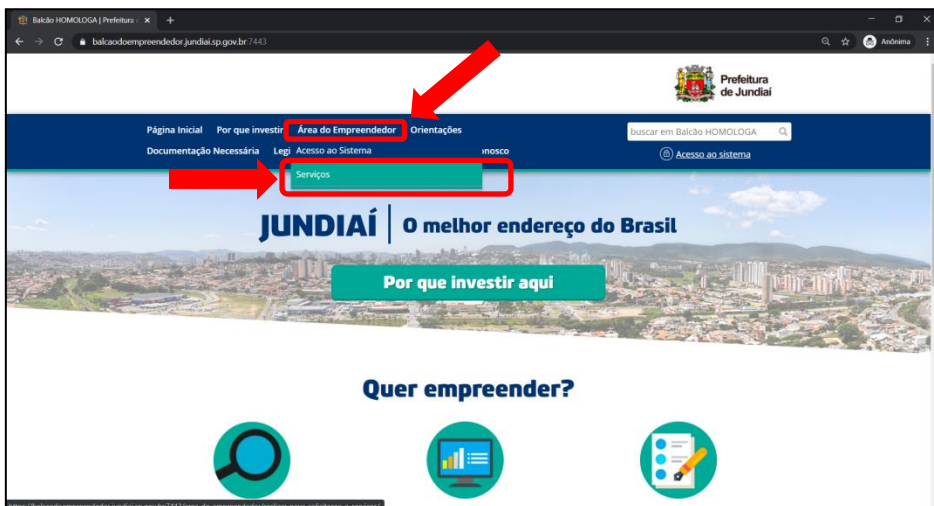 Balcão HOMOLOGA | Prefeitura
balcaodoempreendedor.jundiai.sp.gov.br:7443
Anônima
Prefeitura
de Jundiaí
Página Inicial Por que investir Área do Empreendedor Orientações
buscar em Balcão HOMOLOGA
Documentação Necessária Legi Acesso ao Sistema nosco
Acesso ao sistema
Serviços
JUNDIAÍ | O melhor endereço do Brasil
Por que investir aqui
Quer empreender?